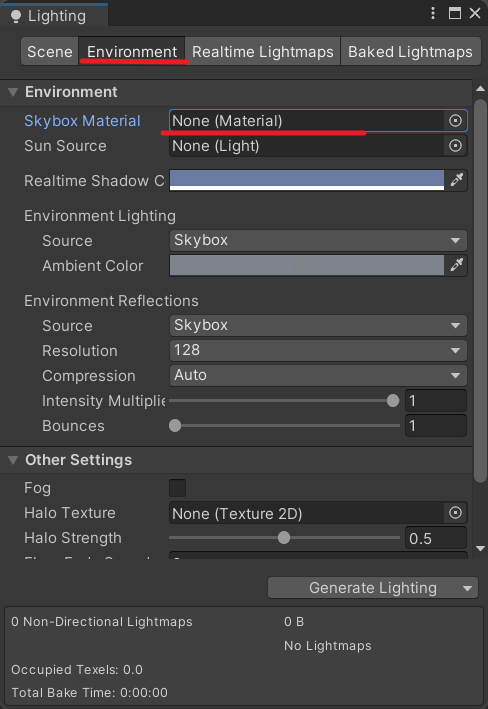 Lighting
Scene Environment Realtime Lightmaps Baked Lightmaps
Environment
Skybox Material None (Material)
Sun Source None (Light)
Realtime Shadow C
Environment Lighting
Source Skybox
Ambient Color
Environment Reflections
Source Skybox
Resolution 128
Compression Auto
Intensity Multiplie 1
Bounces 1
Other Settings
Fog
Halo Texture None (Texture 2D)
Halo Strength 0.5
Generate Lighting
0 Non-Directional Lightmaps 0 B
No Lightmaps
Occupied Texels: 0.0
Total Bake Time: 0:00:00